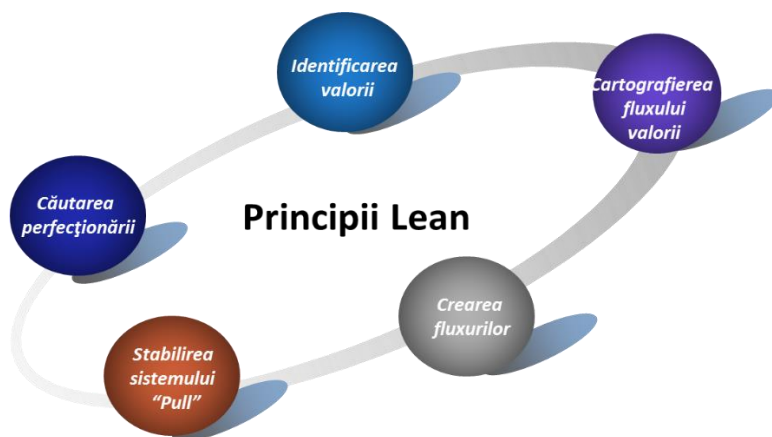 Identificarea
valorii
Cartografierea
fluxului
valorii
Căutarea
perfecţionării
Principii Lean
Crearea
fluxurilor
Stabilirea
sistemului
“Pull”